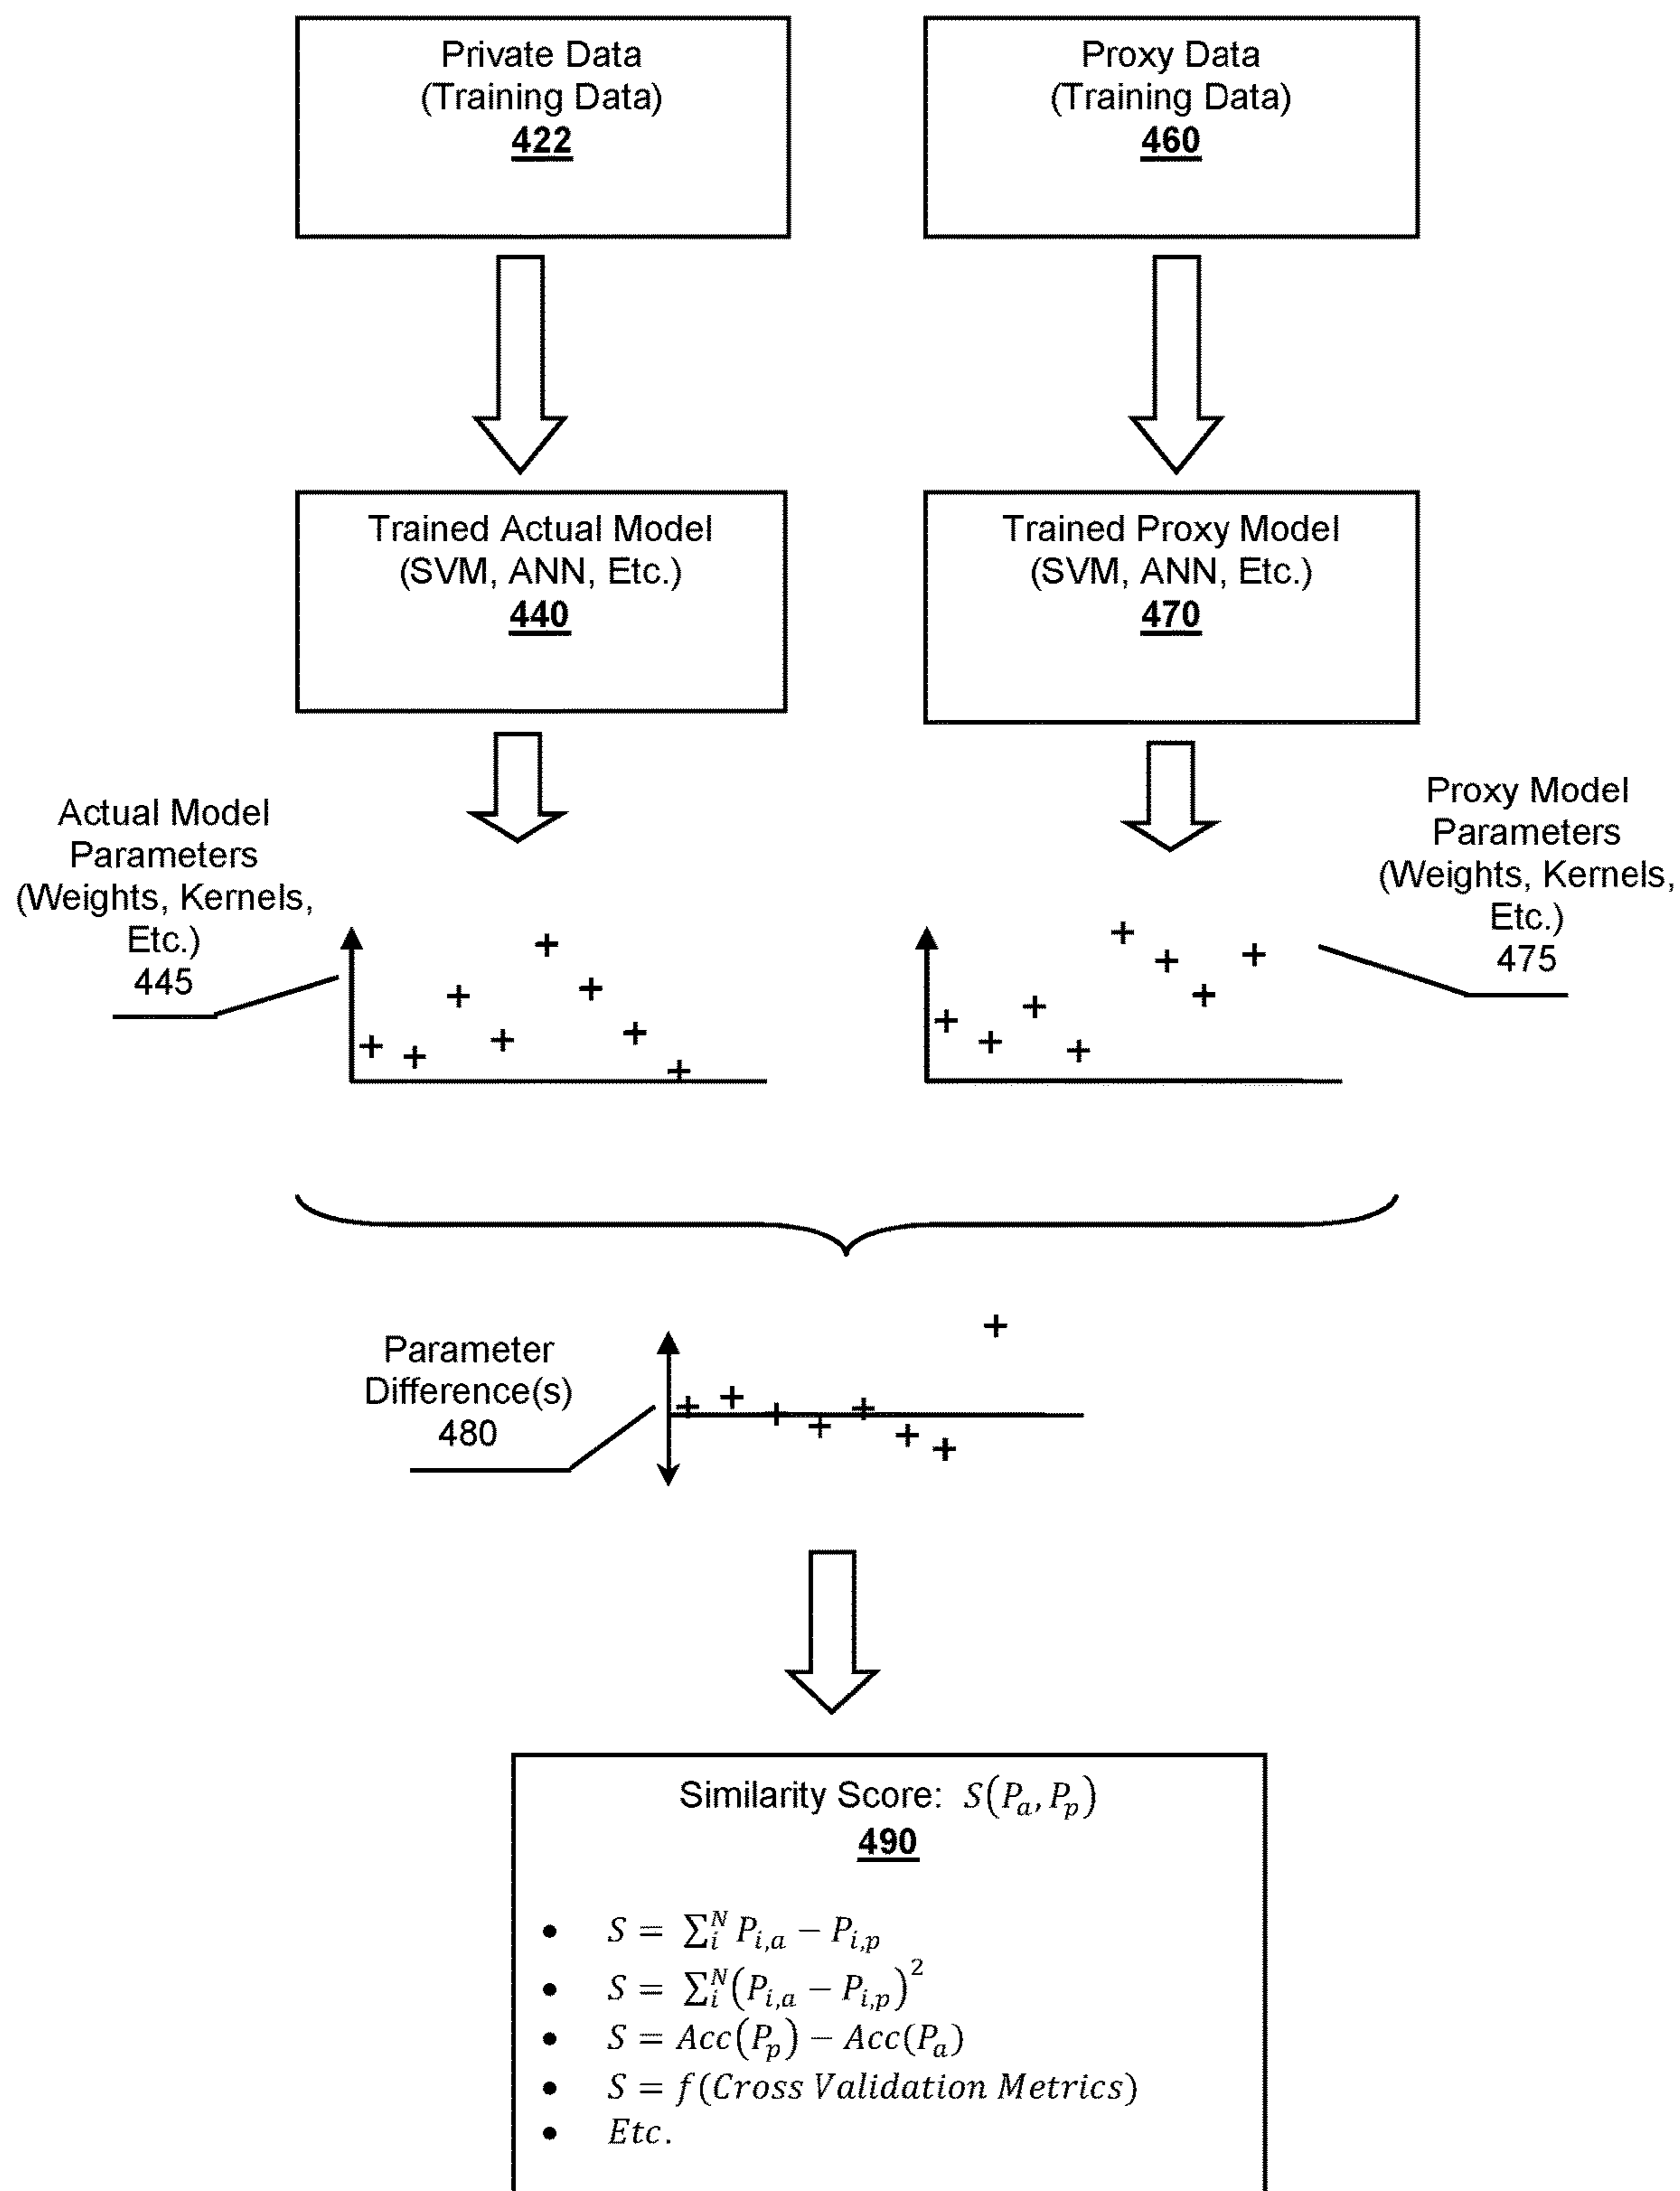 Private Data
(Training Data)
422
Proxy Data
(Training Data)
460
Trained Actual Model
(SVM, ANN, Etc.)
440
Trained Proxy Model
(SVM, ANN, Etc.)
470
Actual Model
Parameters
(Weights, Kernels,
Etc.)
445
Proxy Model
Parameters
(Weights, Kernels,
Etc.)
475
Parameter
Difference(s)
480
Similarity Score: S(Pₐ, Pₚ)
490
• S = ∑ᵢᴺ Pᵢ,ₐ − Pᵢ,ₚ
• S = ∑ᵢᴺ(Pᵢ,ₐ − Pᵢ,ₚ)²
• S = Acc(Pₚ) − Acc(Pₐ)
• S = f(Cross Validation Metrics)
• Etc.